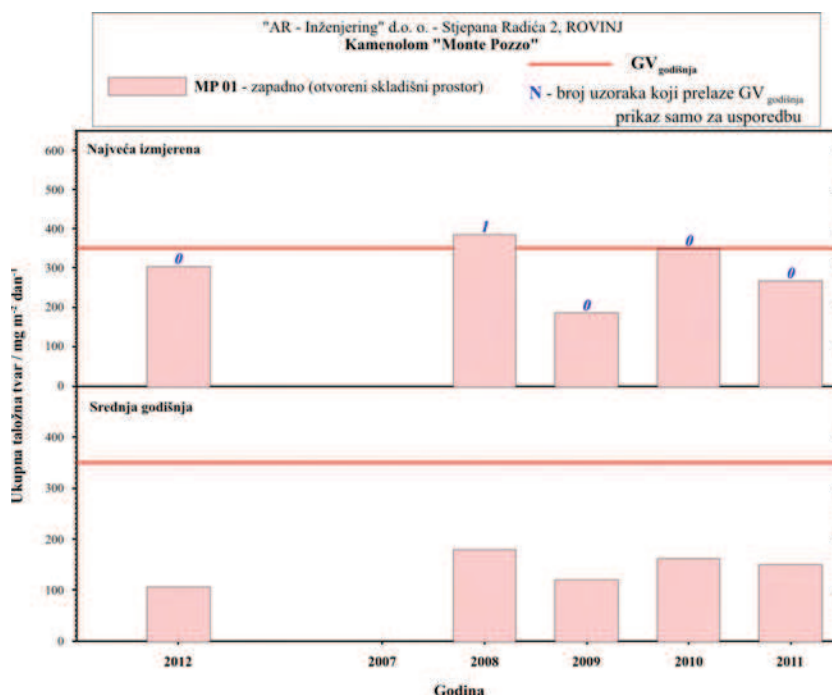 "AR - Inženjering" d.o. o. - Stjepana Radića 2, ROVINJ
Kamenolom "Monte Pozzo"
MP 01 - zapadno (otvoreni skladišni prostor)
GV godišnja
N - broj uzoraka koji prelaze GV godišnja
prikaz samo za usporedbu
Ukupna taložna tvar / mg m⁻² dan⁻¹
Najveća izmjerena
600
500
400
300
200
100
0
0
1
0
0
0
Srednja godišnja
400
300
200
100
0
2012 2007 2008 2009 2010 2011
Godina